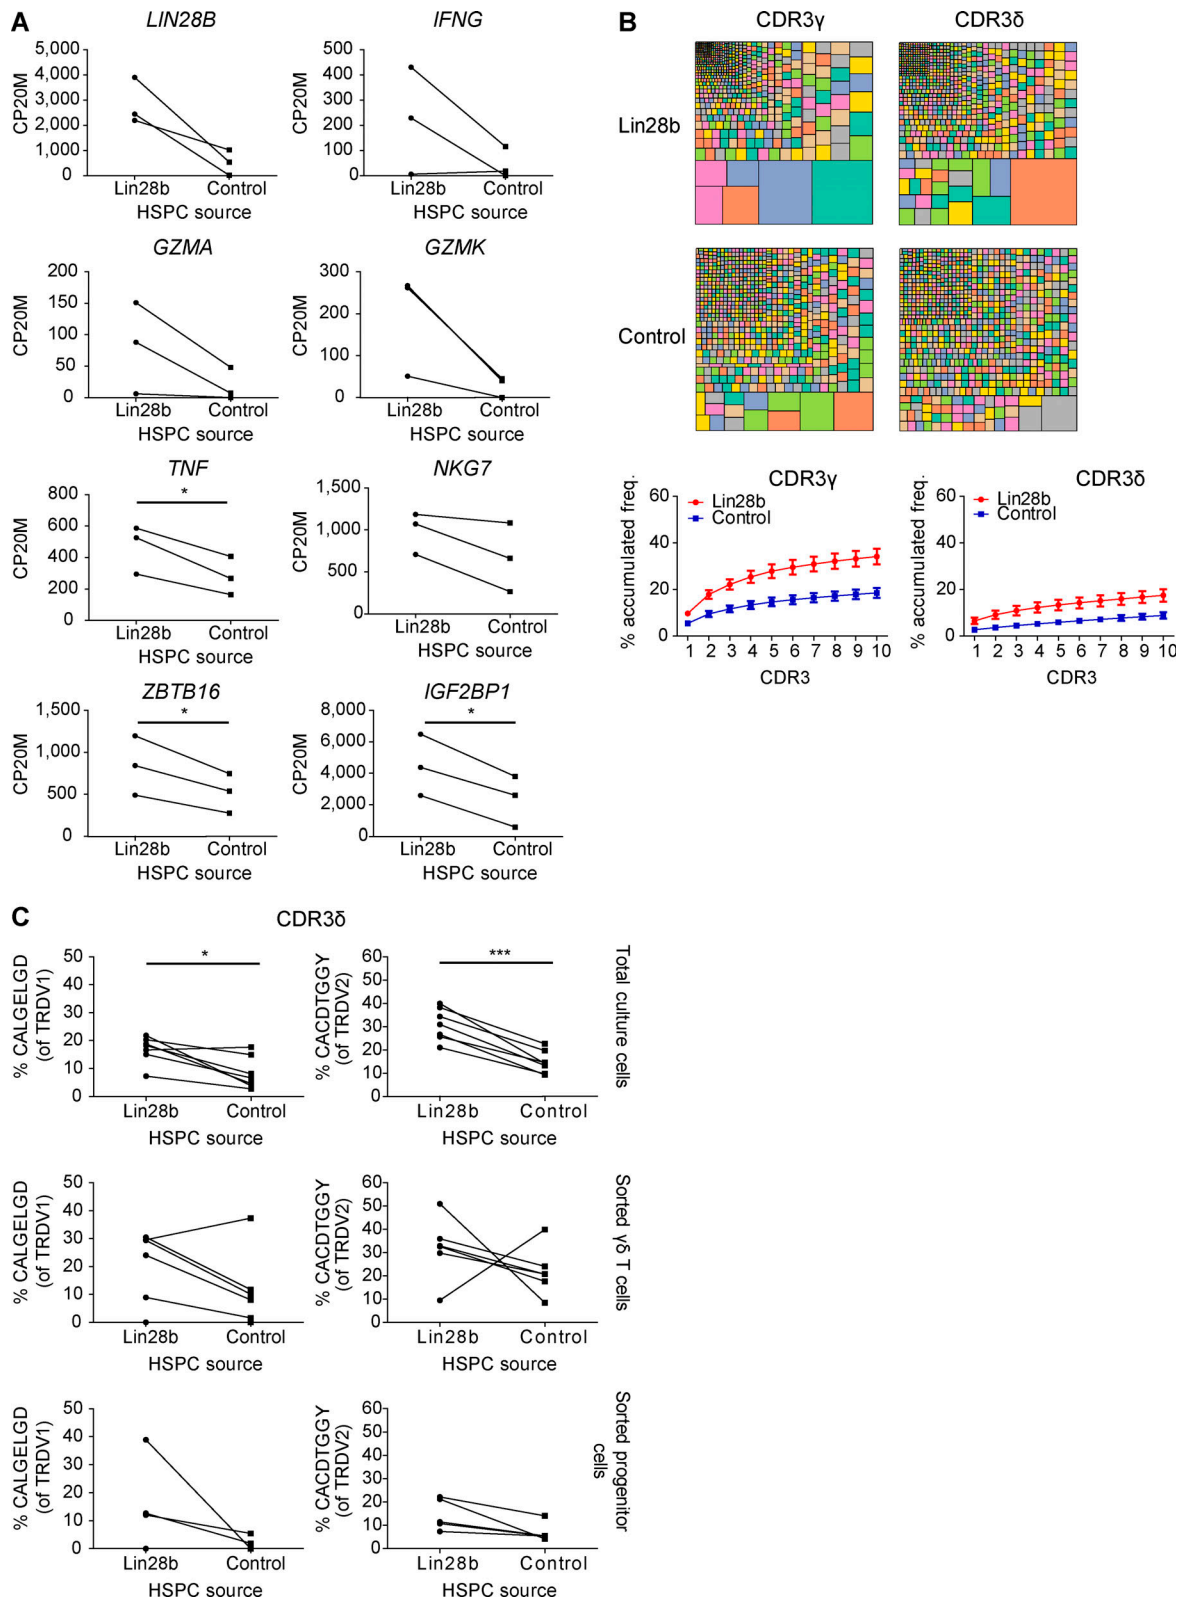 A
LIN28B
CP20M
5,000
4,000
3,000
2,000
1,000
0
Lin28b Control
HSPC source
IFNG
CP20M
500
400
300
200
100
0
Lin28b Control
HSPC source
GZMA
CP20M
200
150
100
50
0
Lin28b Control
HSPC source
GZMK
CP20M
300
200
100
0
Lin28b Control
HSPC source
TNF
*
CP20M
800
600
400
200
0
Lin28b Control
HSPC source
NKG7
CP20M
1,500
1,000
500
0
Lin28b Control
HSPC source
ZBTB16
*
CP20M
1,500
1,000
500
0
Lin28b Control
HSPC source
IGF2BP1
*
CP20M
8,000
6,000
4,000
2,000
0
Lin28b Control
HSPC source
B
CDR3γ CDR3δ
Lin28b
Control
CDR3γ
% accumulated freq.
60
40
20
0
Lin28b
Control
1 2 3 4 5 6 7 8 9 10
CDR3
CDR3δ
% accumulated freq.
60
40
20
0
Lin28b
Control
1 2 3 4 5 6 7 8 9 10
CDR3
C
CDR3δ
% CALGELGD
(of TRDV1)
50
40
30
20
10
0
*
Lin28b Control
HSPC source
% CACDTGGY
(of TRDV2)
60
50
40
30
20
10
0
***
Lin28b Control
HSPC source
Total culture
cells
% CALGELGD
(of TRDV1)
50
40
30
20
10
0
Lin28b Control
HSPC source
% CACDTGGY
(of TRDV2)
60
50
40
30
20
10
0
Lin28b Control
HSPC source
Sorted γδ T cells
% CALGELGD
(of TRDV1)
50
40
30
20
10
0
Lin28b Control
HSPC source
% CACDTGGY
(of TRDV2)
60
50
40
30
20
10
0
Lin28b Control
HSPC source
Sorted progenitor
cells